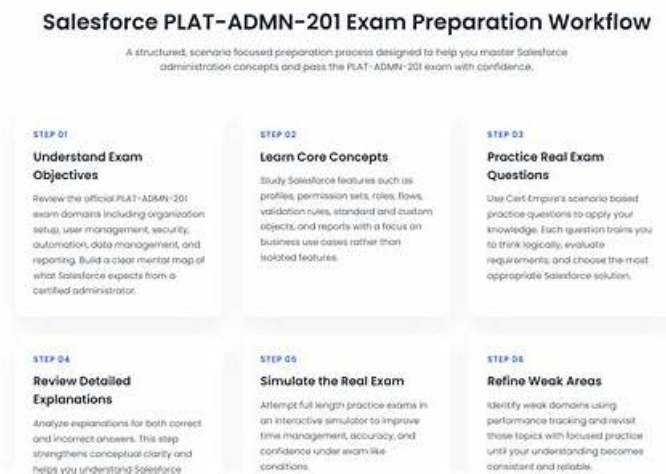 Salesforce PLAT-ADMN-201 Exam Preparation Workflow
A structured, scenario focused preparation process designed to help you master Salesforce
administration concepts and pass the PLAT-ADMN-201 exam with confidence.
STEP 01
Understand Exam
Objectives
Review the official PLAT-ADMN-201
exam domains including organization
setup, user management, security,
automation, data management, and
reporting. Build a clear mental map of
what Salesforce expects from a
certified administrator.
STEP 02
Learn Core Concepts
Study Salesforce features such as
profiles, permission sets, roles, flows,
validation rules, standard and custom
objects, and reports with a focus on
business use cases rather than
isolated features.
STEP 03
Practice Real Exam
Questions
Use Cert Empire's scenario based
practice questions to apply your
knowledge. Each question trains you
to think logically, evaluate
requirements, and choose the most
appropriate Salesforce solution.
STEP 04
Review Detailed
Explanations
Analyze explanations for both correct
and incorrect answers. This step
strengthens conceptual clarity and
helps you understand Salesforce
STEP 05
Simulate the Real Exam
Attempt full length practice exams in
an interactive simulator to improve
time management, accuracy, and
confidence under exam like
conditions.
STEP 06
Refine Weak Areas
Identify weak domains using
performance tracking and revisit
those topics with focused practice
until your understanding becomes
consistent and reliable.